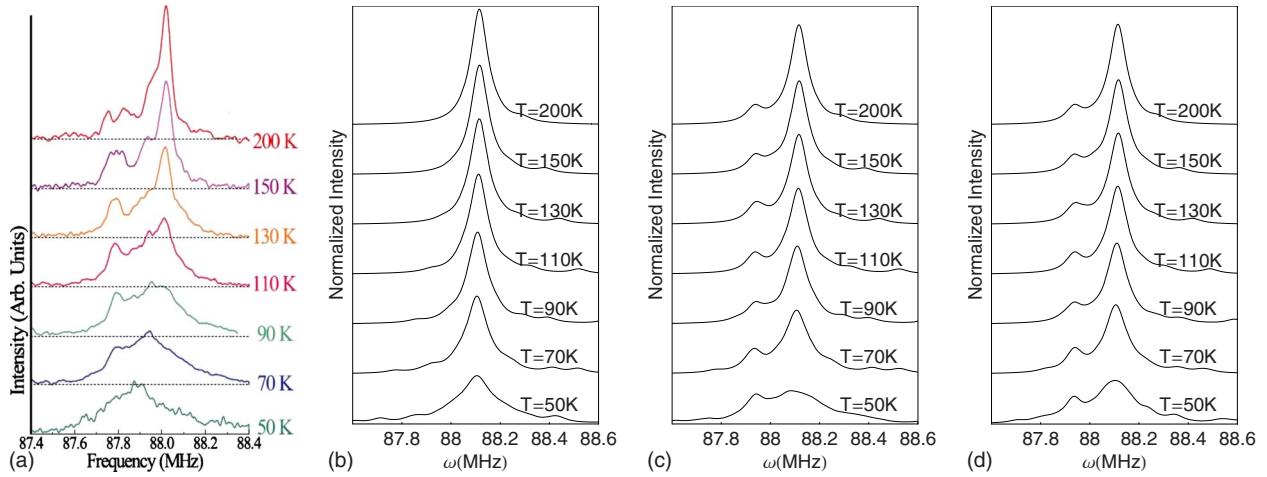 Intensity (Arb. Units)
200 K
150 K
130 K
110 K
90 K
70 K
50 K
87.4 87.6 87.8 88.0 88.2 88.4
(a) Frequency (MHz)
Normalized Intensity
T=200K
T=150K
T=130K
T=110K
T=90K
T=70K
T=50K
87.8 88 88.2 88.4 88.6
(b) ω(MHz)
Normalized Intensity
T=200K
T=150K
T=130K
T=110K
T=90K
T=70K
T=50K
87.8 88 88.2 88.4 88.6
(c) ω(MHz)
Normalized Intensity
T=200K
T=150K
T=130K
T=110K
T=90K
T=70K
T=50K
87.8 88 88.2 88.4 88.6
(d) ω(MHz)